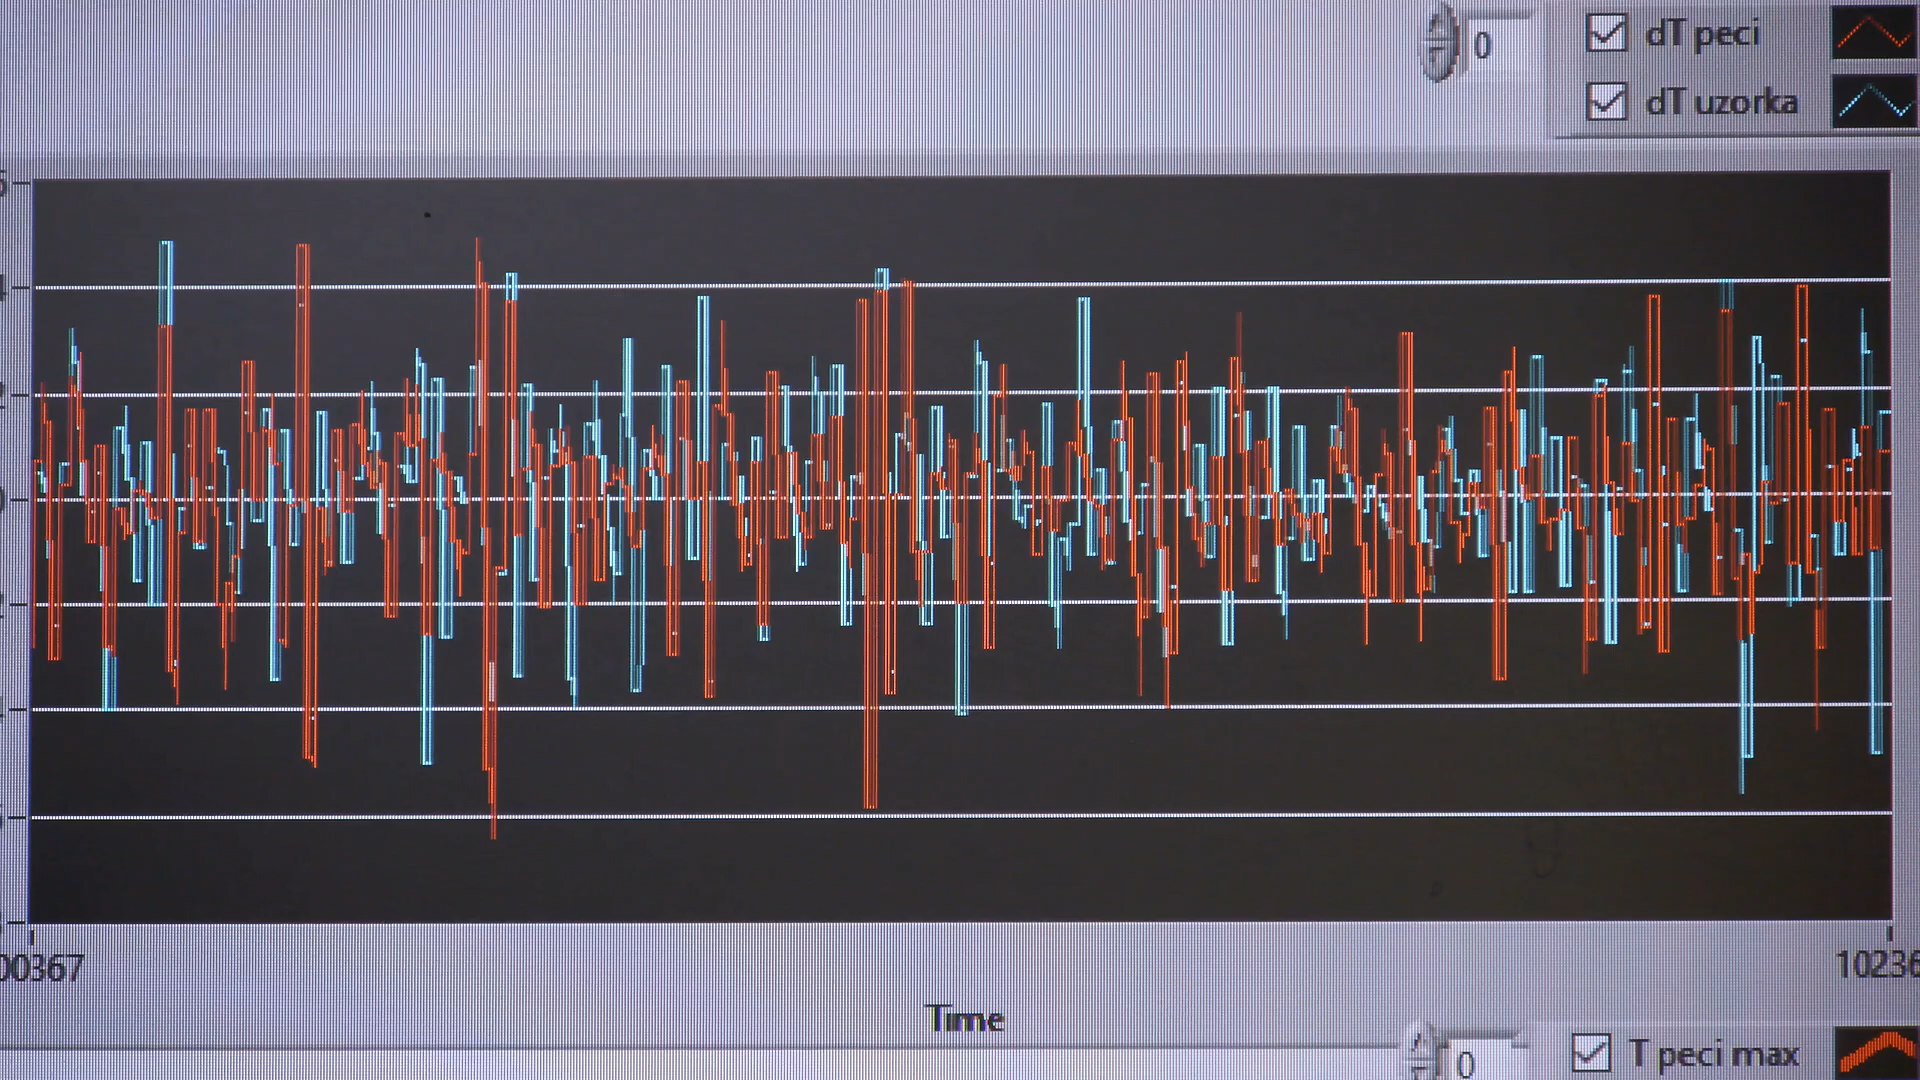 0
dT peci
dT uzorka
00367
10236
Time
0
T peci max